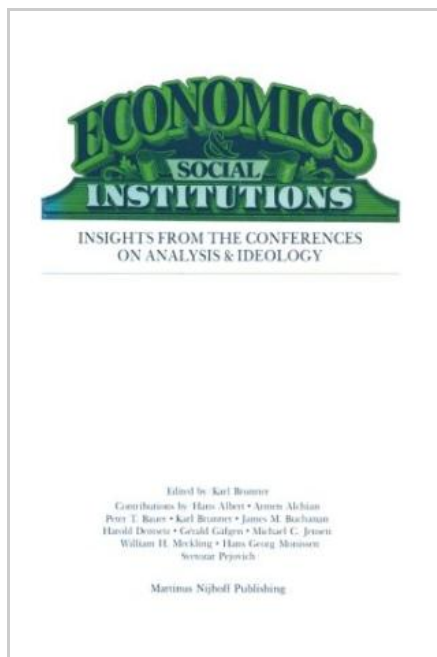 ECONOMICS
&
SOCIAL
INSTITUTIONS
INSIGHTS FROM THE CONFERENCES
ON ANALYSIS & IDEOLOGY
Edited by Karl Brunner
Contributions by Hans Albert • Armen Alchian
Peter T. Bauer • Karl Brunner • James M. Buchanan
Harold Demsetz • Gérald Gäfgen • Michael C. Jensen
William H. Meckling • Hans Georg Monissen
Svetozar Pejovich
Martinus Nijhoff Publishing